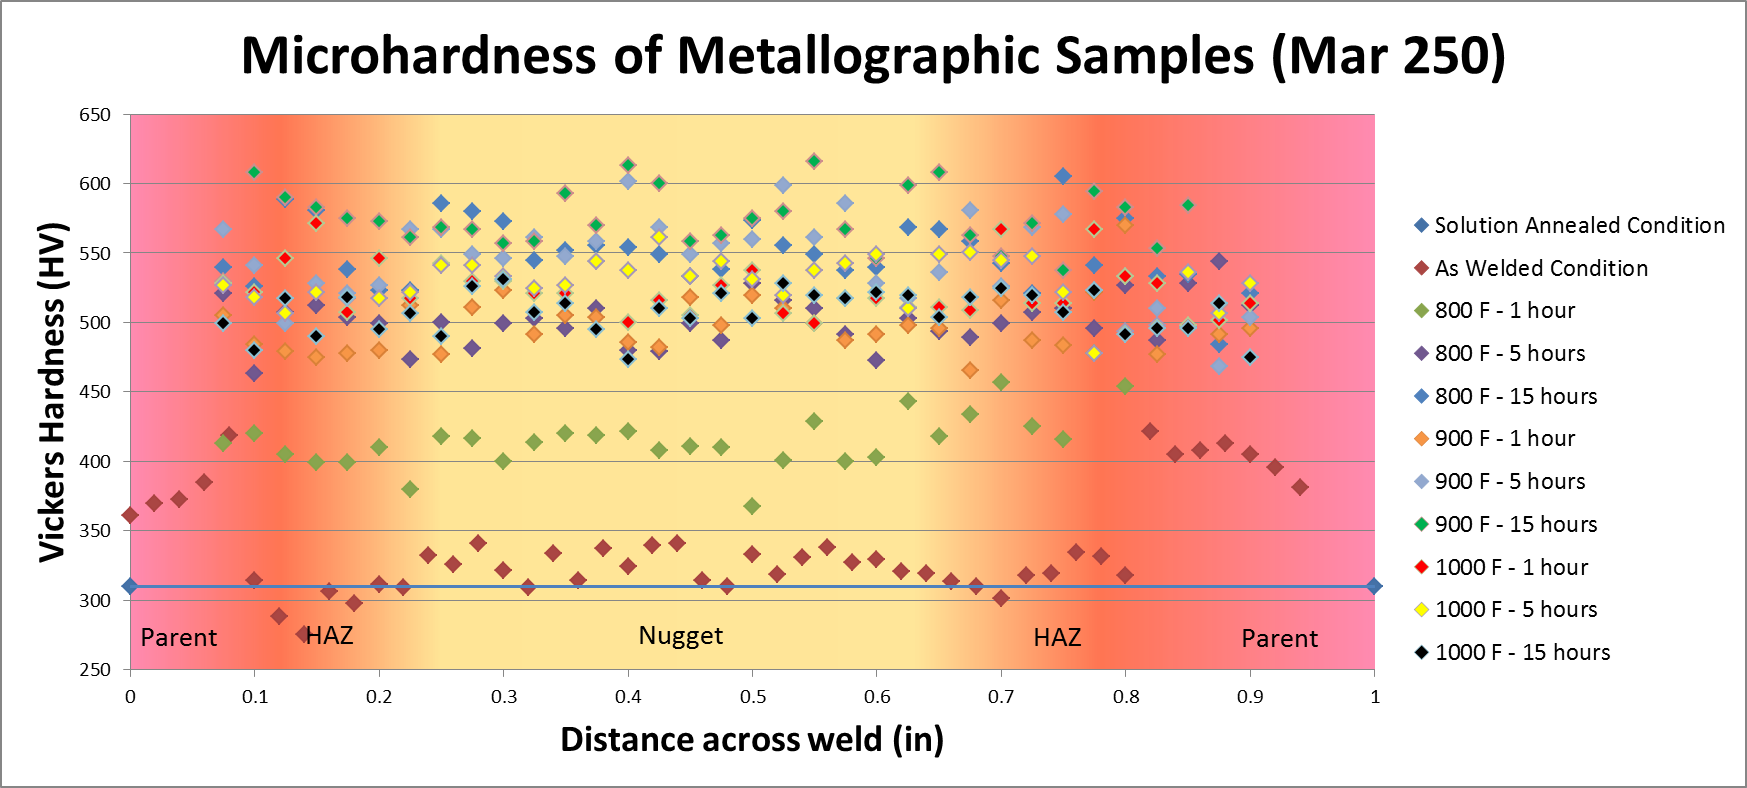 Microhardness of Metallographic Samples (Mar 250)
650
600
550
500
450
400
350
300
250
Vickers Hardness (HV)
Parent
HAZ
Nugget
HAZ
Parent
0 0.1 0.2 0.3 0.4 0.5 0.6 0.7 0.8 0.9 1
Distance across weld (in)
Solution Annealed Condition
As Welded Condition
800 F - 1 hour
800 F - 5 hours
800 F - 15 hours
900 F - 1 hour
900 F - 5 hours
900 F - 15 hours
1000 F - 1 hour
1000 F - 5 hours
1000 F - 15 hours